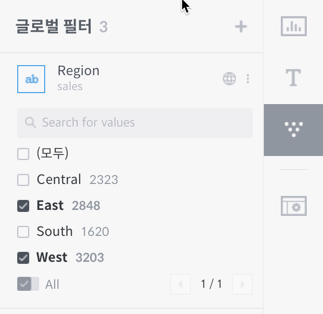 글로벌 필터 3
ab Region
sales
Search for values
(모두)
Central 2323
East 2848
South 1620
West 3203
All 1 / 1
T